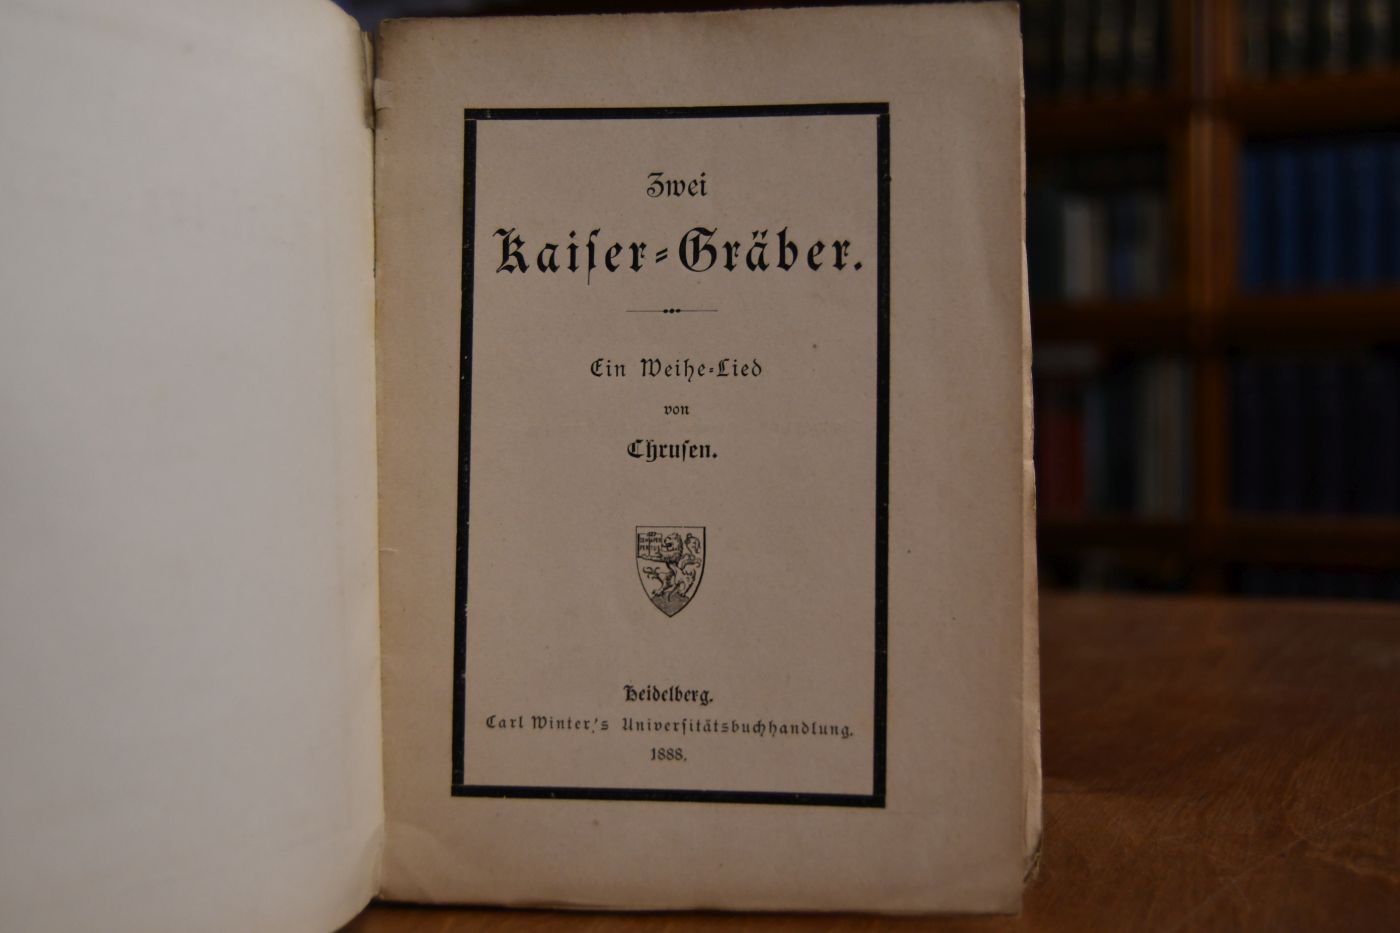 Zwei
Kaiſer=Gräber.
Ein Weihe=Lied
von
Chruſen.
Heidelberg.
Carl Winter's Univerſitätsbuchhandlung.
1888.